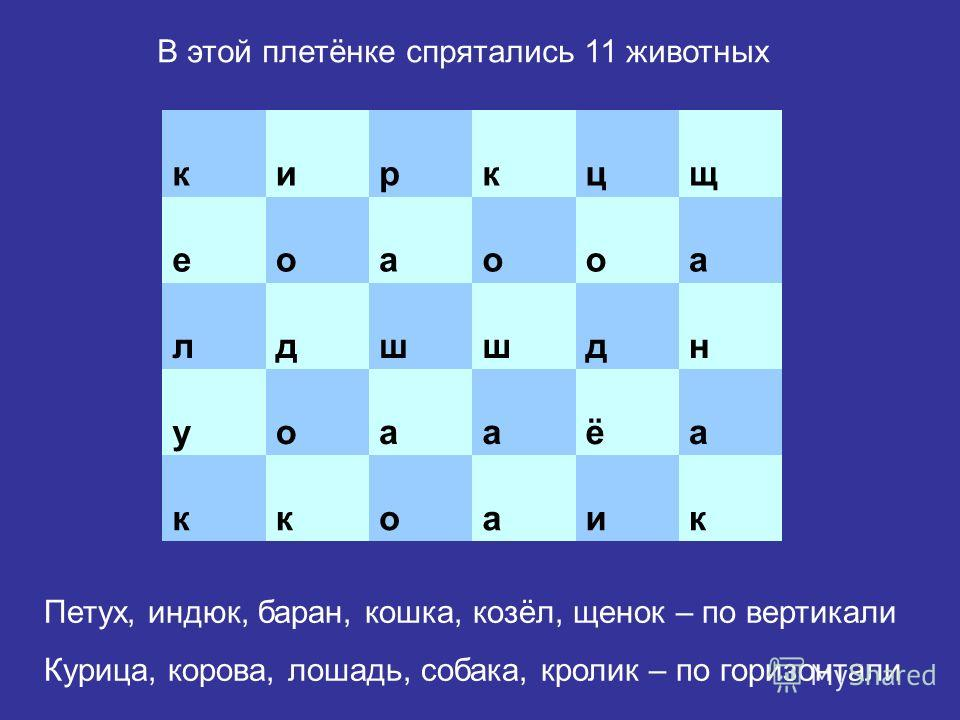 В этой плетёнке спрятались 11 животных
к и р к ц щ
е о а о о а
л д ш ш д н
у о а а ё а
к к о а и к
Петух, индюк, баран, кошка, козёл, щенок – по вертикали
Курица, корова, лошадь, собака, кролик – по горизонтали
MyShared